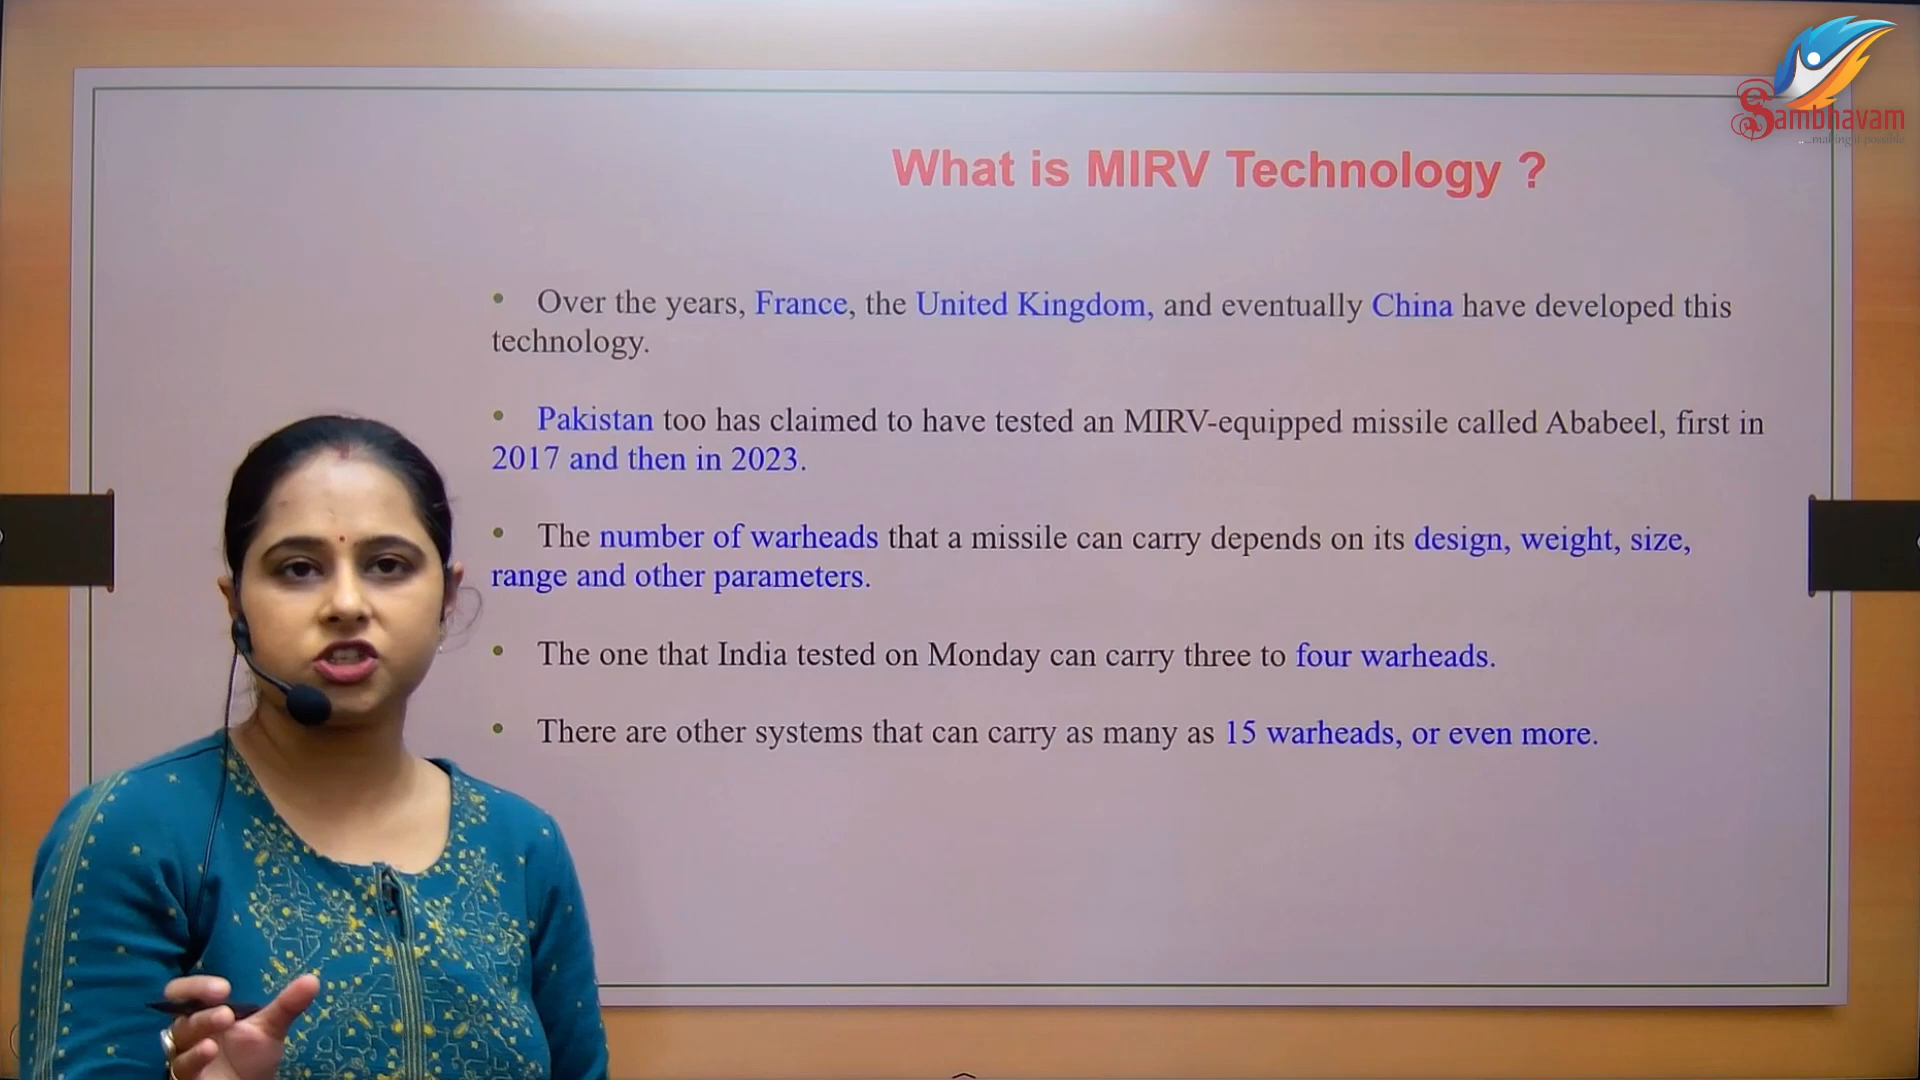 Sambhavam
...making it possible
What is MIRV Technology ?
• Over the years, France, the United Kingdom, and eventually China have developed this
technology.
• Pakistan too has claimed to have tested an MIRV-equipped missile called Ababeel, first in
2017 and then in 2023.
• The number of warheads that a missile can carry depends on its design, weight, size,
range and other parameters.
• The one that India tested on Monday can carry three to four warheads.
• There are other systems that can carry as many as 15 warheads, or even more.